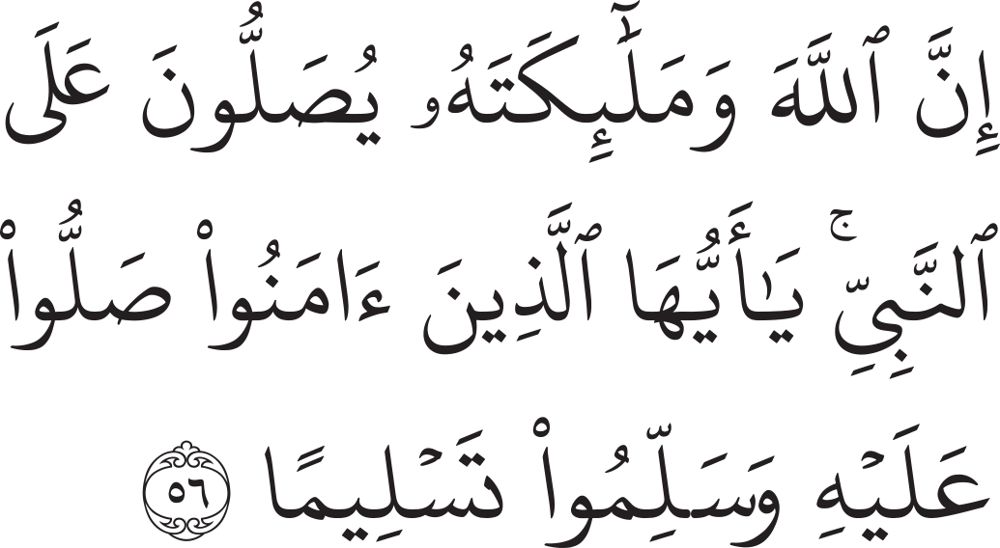 إِنَّ ٱللَّهَ وَمَلَٰٓئِكَتَهُۥ يُصَلُّونَ عَلَى
ٱلنَّبِيِّۚ يَٰٓأَيُّهَا ٱلَّذِينَ ءَامَنُوا۟ صَلُّوا۟
عَلَيْهِ وَسَلِّمُوا۟ تَسْلِيمًا ٥٦